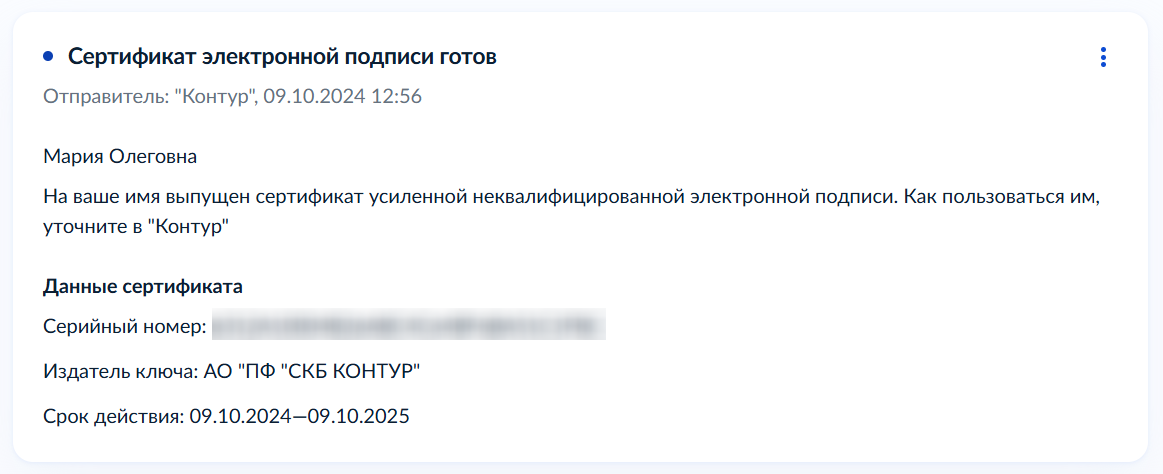 Сертификат электронной подписи готов
Отправитель: "Контур", 09.10.2024 12:56
Мария Олеговна
На ваше имя выпущен сертификат усиленной неквалифицированной электронной подписи. Как пользоваться им,
уточните в "Контур"
Данные сертификата
Серийный номер:
Издатель ключа: АО "ПФ "СКБ КОНТУР"
Срок действия: 09.10.2024—09.10.2025